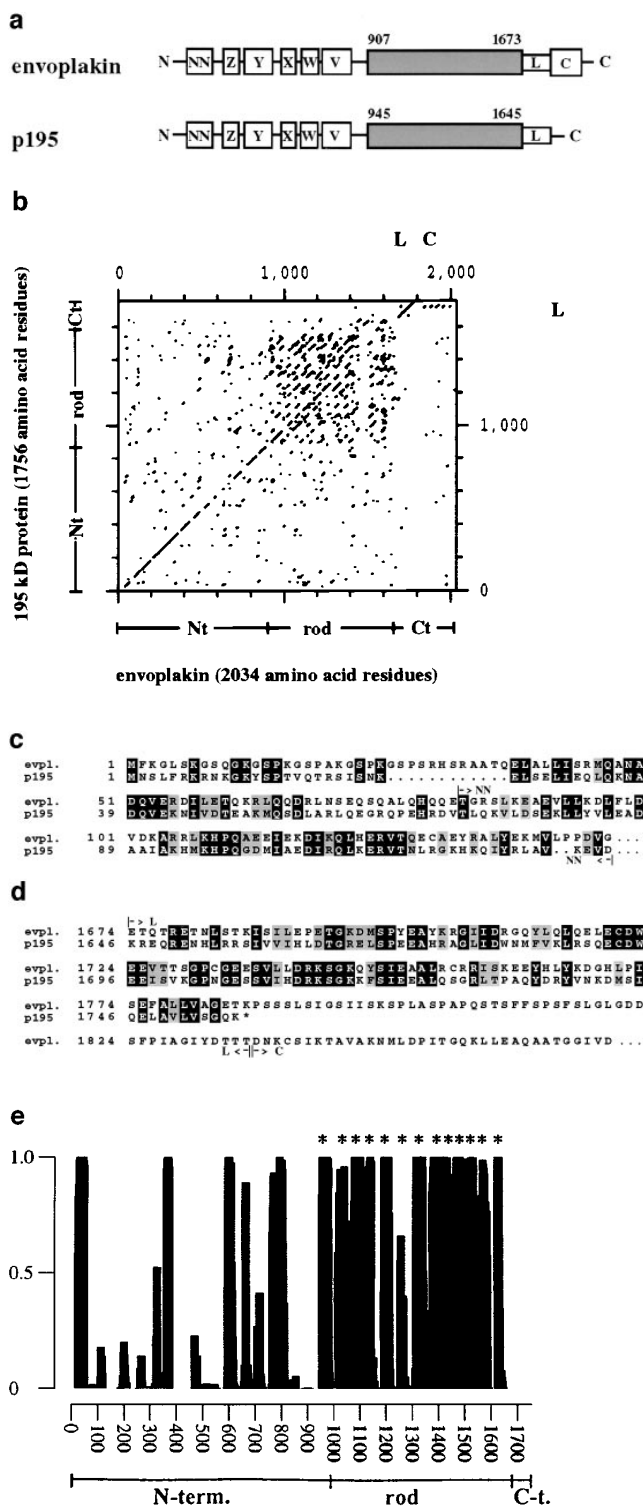 a
907 1673
envoplakin N NN Z Y X W V L C C
945 1645
p195 N NN Z Y X W V L C
b
L C
0 1,000 2,000
L
195 kD protein (1756 amino acid residues)
Ct
rod
Nt
1,000
0
Nt rod Ct
envoplakin (2034 amino acid residues)
c
evpl. 1 MFKGLSKGSQGKGSPKGSPAKGSPKGSPSRHSRAATQELALLISRMQANA
p195 1 MNSLFRKRNKGKYSPTVQTRSISNK............ELSELIEQLQKNA
|-> NN
evpl. 51 DQVERDILETQKRLQQDRLNSEQSQALQHQQETGRSLKEAEVLLKDLFLD
p195 39 DQVEKNIVDTEAKMQSDLARLQEGRQPEHRDVTLQKVLDSEKLLYVLEAD
evpl. 101 VDKARRLKHPQAEEIEKDIKQLHERVTQECAEYRALYEKMVLPPDVG...
p195 89 AAIAKHMKHPQGDMIAEDIRQLKERVTNLRGKHKQIYRLAV..KEVD...
NN <-|
d
|-> L
evpl. 1674 ETQTRETNLSTKISILEPETGKDMSPYEAYKRGIIDRGQYLQLQELECDW
p195 1646 KREQRENHLRRSIVVIHLDTGRELSPEEAHRAGLIDWNMFVKLRSQECDW
evpl. 1724 EEVTTSGPCGEESVLLDRKSGKQYSIEAALRCRRISKEEYHLYKDGHLPI
p195 1696 EEISVKGPNGESSVIHDRKSGKKFSIEEALQSGRLTPAQYDRYVNKDMSI
evpl. 1774 SEFALLVAGETKPSSSLSIGSIISKSPLASPAPQSTSFFSPSFSLGLGDD
p195 1746 QELAVLVSGQK*
evpl. 1824 SFPIAGIYDTTTDNKCSIKTAVAKNMLDPITGQKLLEAQAATGGIVD...
L <-||-> C
e
* * * * * * * * * * * * *
1.0
0.5
0
0 100 200 300 400 500 600 700 800 900 1000 1100 1200 1300 1400 1500 1600 1700
N-term. rod C-t.